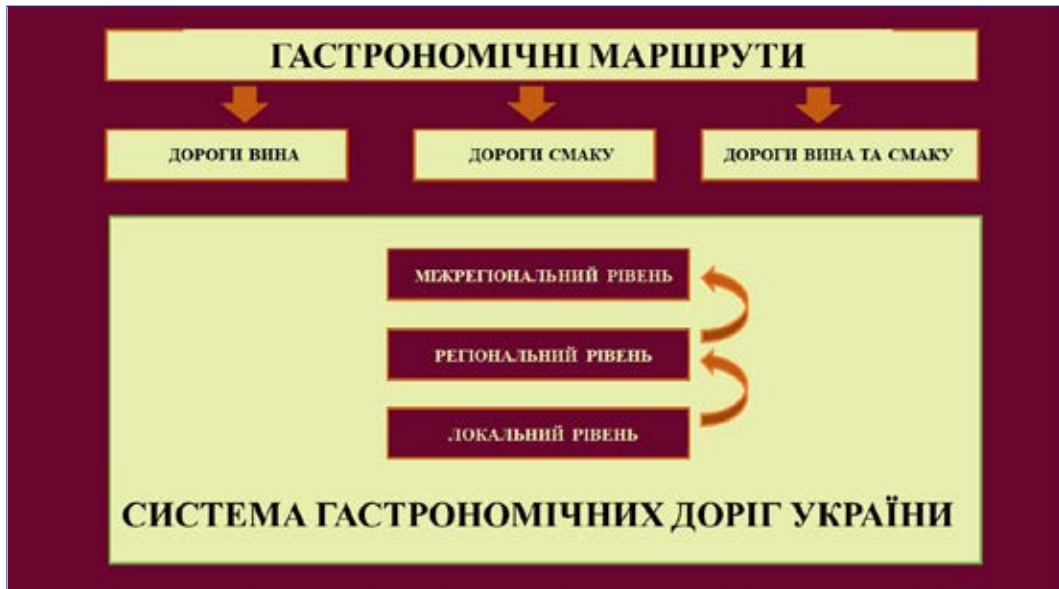 ГАСТРОНОМІЧНІ МАРШРУТИ
ДОРОГИ ВИНА
ДОРОГИ СМАКУ
ДОРОГИ ВИНА ТА СМАКУ
МІЖРЕГІОНАЛЬНИЙ РІВЕНЬ
РЕГІОНАЛЬНИЙ РІВЕНЬ
ЛОКАЛЬНИЙ РІВЕНЬ
СИСТЕМА ГАСТРОНОМІЧНИХ ДОРІГ УКРАЇНИ